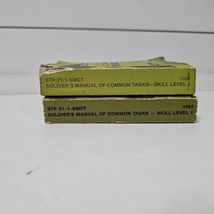 STP 21-1-SMCT
SOLDIER'S MANUAL OF COMMON TASKS—SKILL LEVEL 1
STP 21-1-SMCT 1987
SOLDIER'S MANUAL OF COMMON TASKS – SKILL LEVEL 1